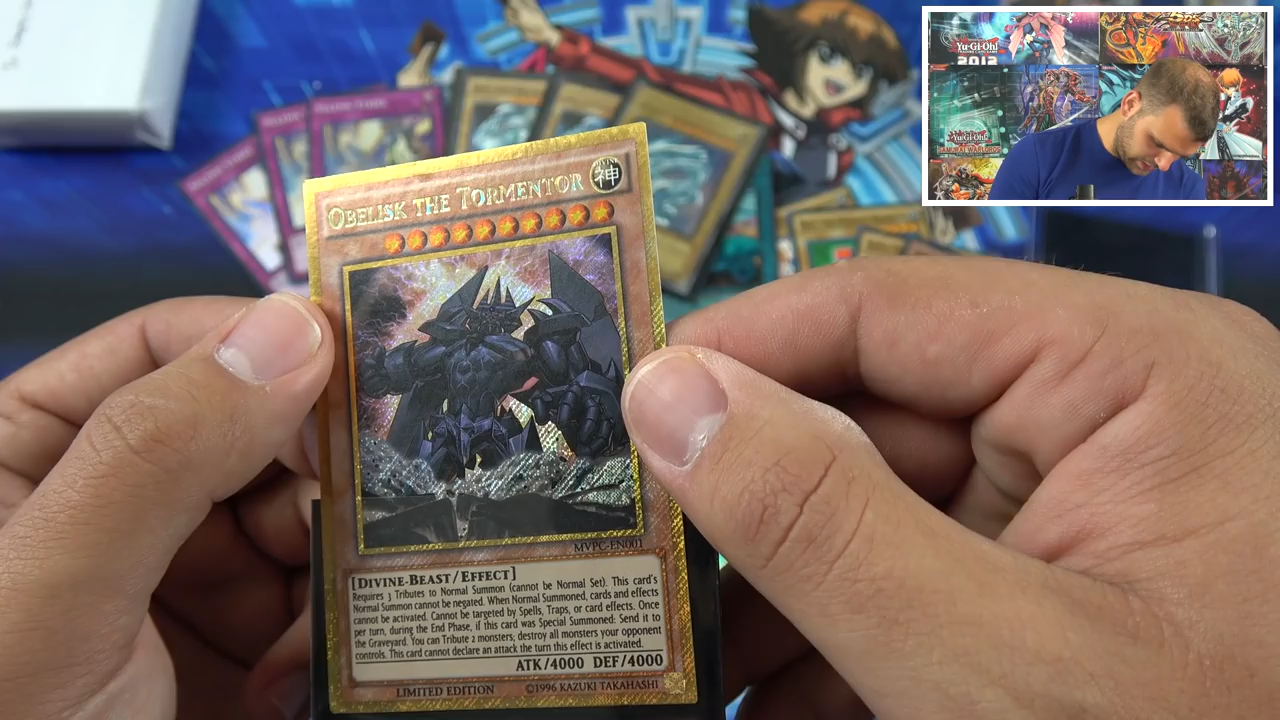 OBELISK THE TORMENTOR
DIVINE
神
MVPC-EN001
[DIVINE-BEAST/EFFECT]
Requires 3 Tributes to Normal Summon (cannot be Normal Set). This card's
Normal Summon cannot be negated. When Normal Summoned, cards and effects
cannot be activated. Cannot be targeted by Spells, Traps, or card effects. Once
per turn, during the End Phase, if this card was Special Summoned: Send it to
the Graveyard. You can Tribute 2 monsters; destroy all monsters your opponent
controls. This card cannot declare an attack the turn this effect is activated.
ATK/4000 DEF/4000
LIMITED EDITION ©1996 KAZUKI TAKAHASHI
Yu-Gi-Oh!
2012
Yu-Gi-Oh!
SAMURAI WARLORDS